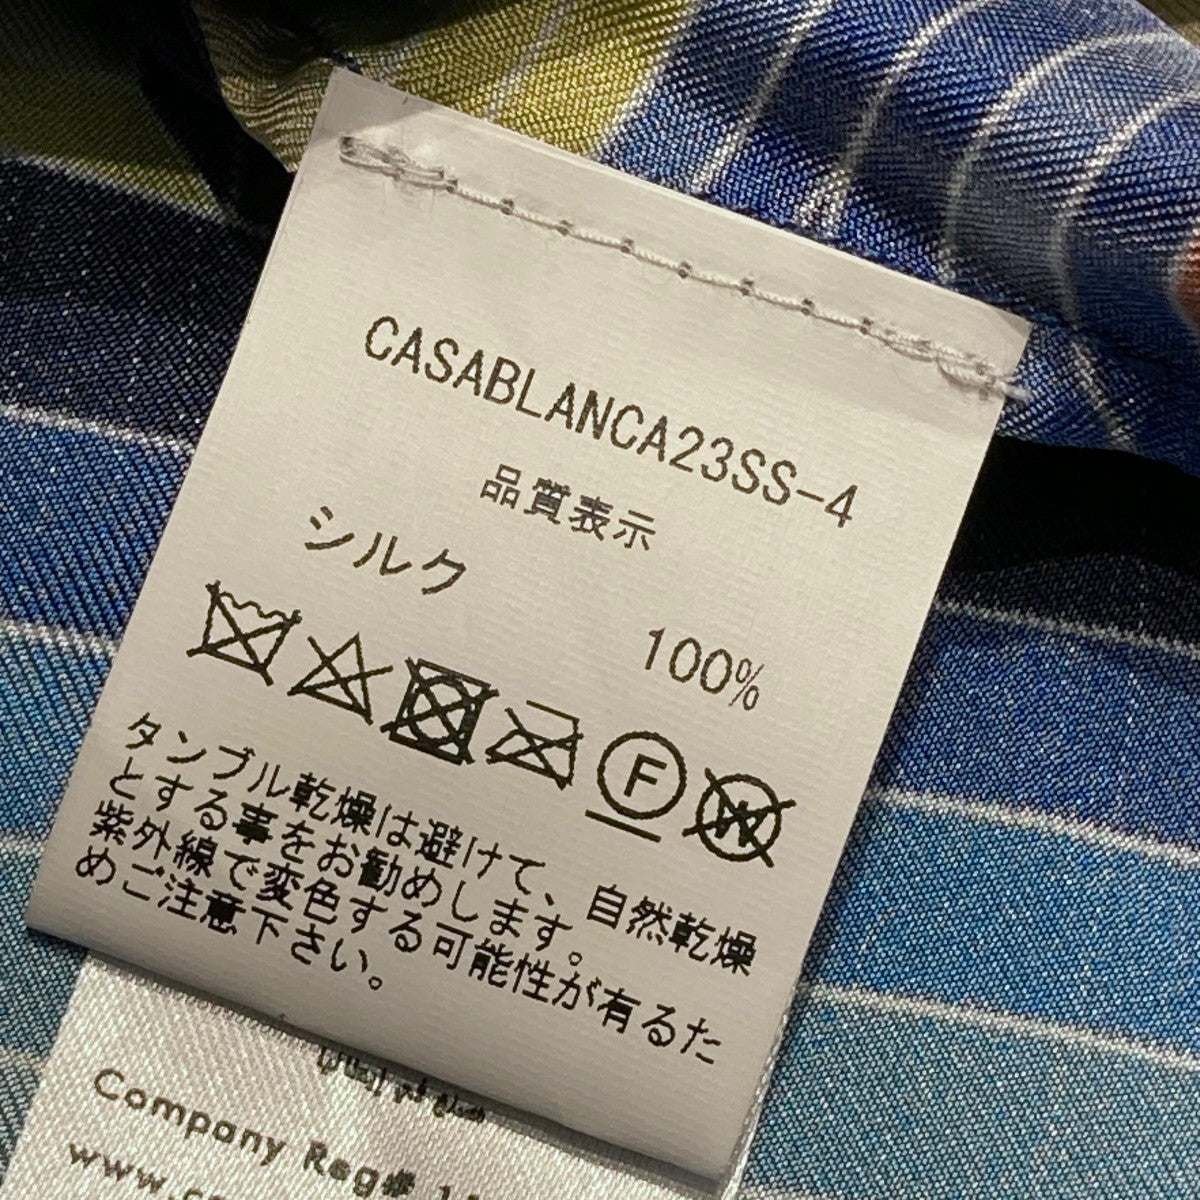 CASABLANCA23SS-4
品質表示
シルク
100%
F
W
タンブル乾燥は避けて、自然乾燥
とする事をお勧めします。
紫外線で変色する可能性が有るた
めご注意下さい。
Company Reg#